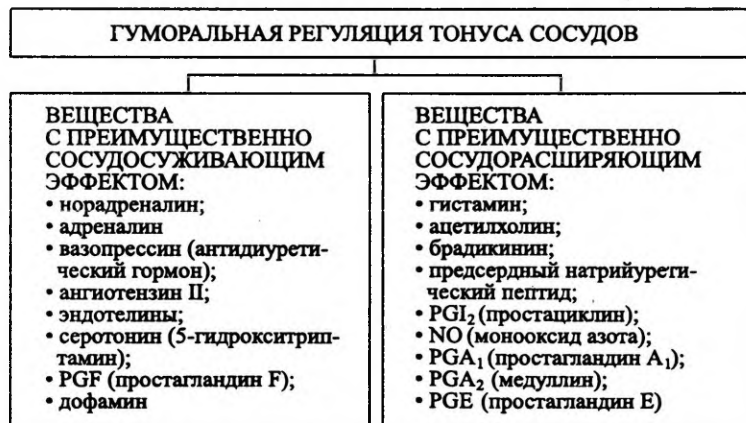 ГУМОРАЛЬНАЯ РЕГУЛЯЦИЯ ТОНУСА СОСУДОВ
ВЕЩЕСТВА
С ПРЕИМУЩЕСТВЕННО
СОСУДОСУЖИВАЮЩИМ
ЭФФЕКТОМ:
• норадреналин;
• адреналин
• вазопрессин (антидиурети-
ческий гормон);
• ангиотензин II;
• эндотелины;
• серотонин (5-гидрокситрип-
тамин);
• PGF (простагландин F);
• дофамин
ВЕЩЕСТВА
С ПРЕИМУЩЕСТВЕННО
СОСУДОРАСШИРЯЮЩИМ
ЭФФЕКТОМ:
• гистамин;
• ацетилхолин;
• брадикинин;
• предсердный натрийурети-
ческий пептид;
• PGI₂ (простациклин);
• NO (монооксид азота);
• PGA₁ (простагландин A₁);
• PGA₂ (медуллин);
• PGE (простагландин E)